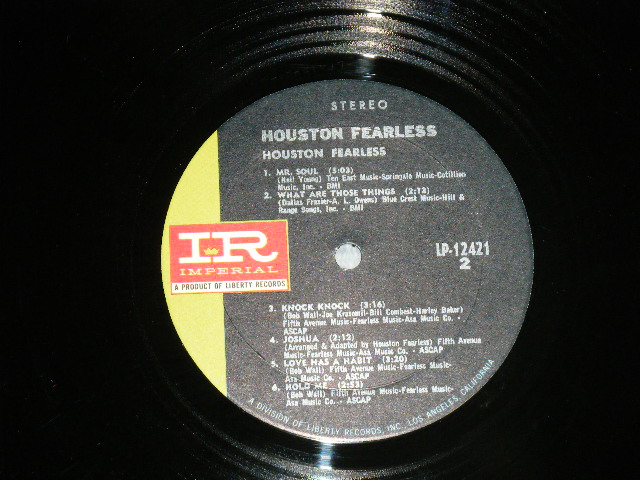 STEREO
HOUSTON FEARLESS
HOUSTON FEARLESS
1. MR. SOUL (5:03)
(Neil Young) Ten East Music-Springalo Music-Cotillion
Music, Inc. - BMI
2. WHAT ARE THOSE THINGS (2:12)
(Dallas Frazier-A. L. Owens) Blue Crest Music-Hill &
Range Songs, Inc. - BMI
IR
IMPERIAL
A PRODUCT OF LIBERTY RECORDS
LP-12421
2
3. KNOCK KNOCK (3:16)
(Bob Wall-Joe -Bill Combest-Harley Baker)
Fifth Avenue Music-Fearless Music-Asa Music Co. -
ASCAP
4. JOSHUA (2:12)
(Arranged & Adapted by Houston Fearless) Fifth Avenue
Music-Fearless Music-Asa Music Co. - ASCAP
5. LOVE HAS A HABIT (3:20)
(Bob Wall) Fifth Avenue Music-Fearless Music-
Asa Music Co. - ASCAP
6. HOLD ME (2:53)
(Bob Wall) Fifth Avenue Music-Fearless Music-
Asa Music Co. - ASCAP
A DIVISION OF LIBERTY RECORDS, INC., LOS ANGELES, CALIFORNIA